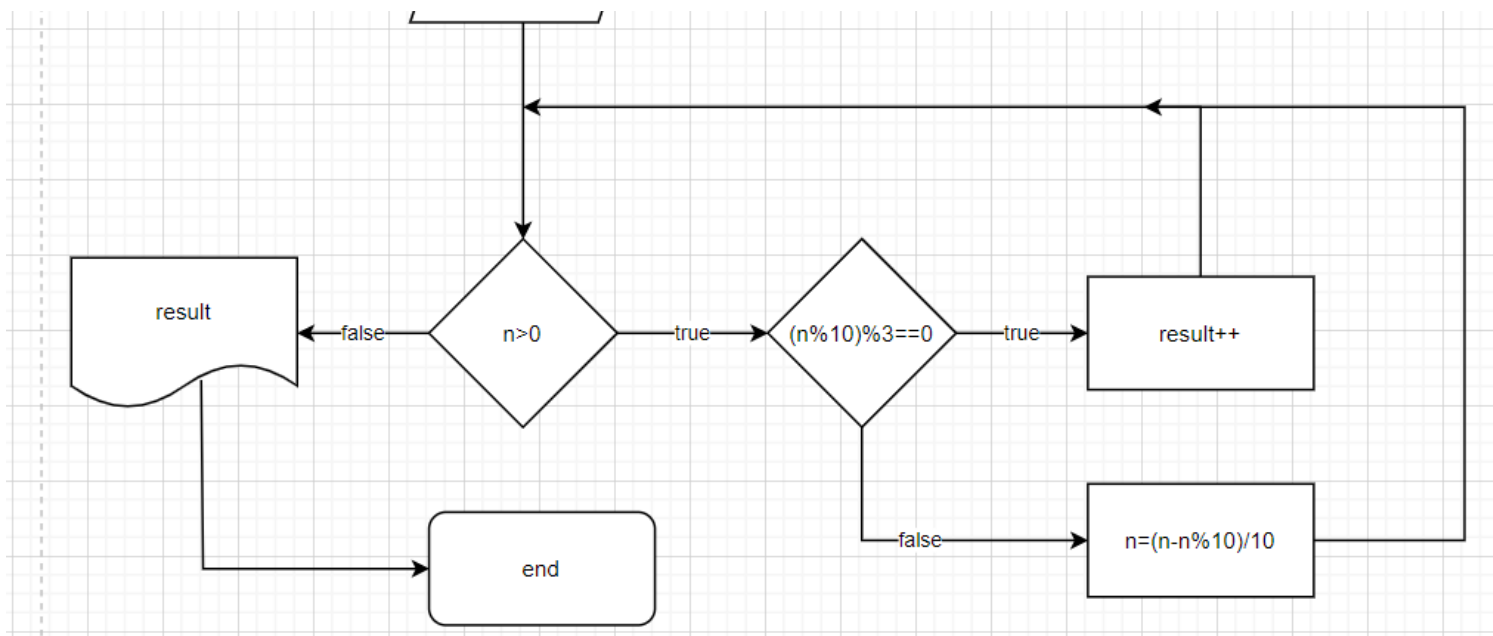 result
false
n>0
true
(n%10)%3==0
true
result++
false
n=(n-n%10)/10
end